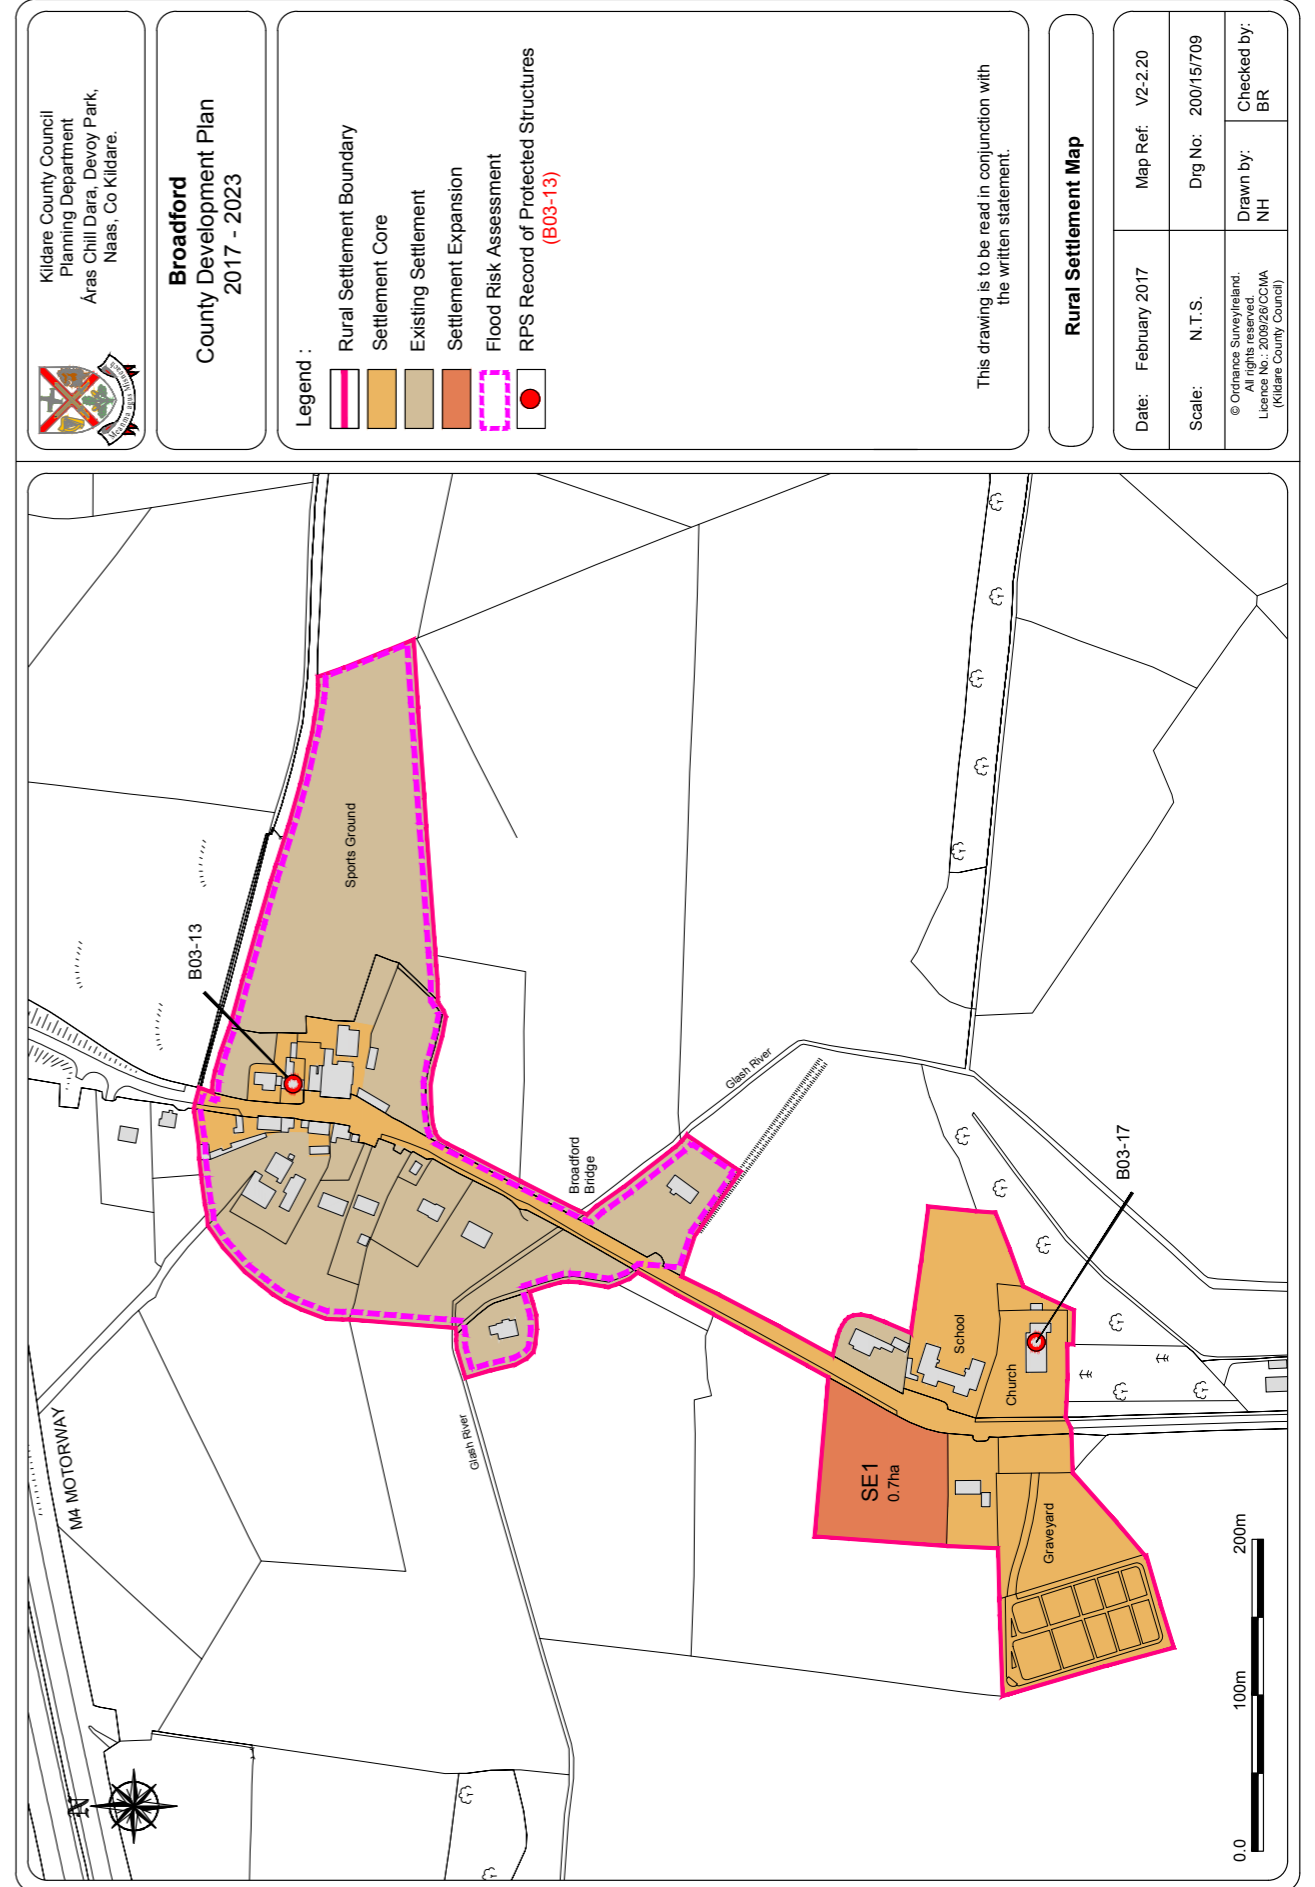 Kildare County Council
Planning Department
Áras Chill Dara, Devoy Park,
Naas, Co Kildare.
Meanma agus Misneach
Broadford
County Development Plan
2017 - 2023
Legend :
Rural Settlement Boundary
Settlement Core
Existing Settlement
Settlement Expansion
Flood Risk Assessment
RPS Record of Protected Structures
(B03-13)
This drawing is to be read in conjunction with
the written statement.
Rural Settlement Map
Date: February 2017
Map Ref: V2-2.20
Scale: N.T.S.
Drg No: 200/15/709
© Ordnance SurveyIreland.
All rights reserved.
Licence No.: 2009/26/CCMA
(Kildare County Council)
Drawn by:
NH
Checked by:
BR
M4 MOTORWAY
N
B03-13
Sports Ground
Glash River
Broadford
Bridge
Glash River
SE1
0.7ha
School
Church
B03-17
Graveyard
0.0
100m
200m